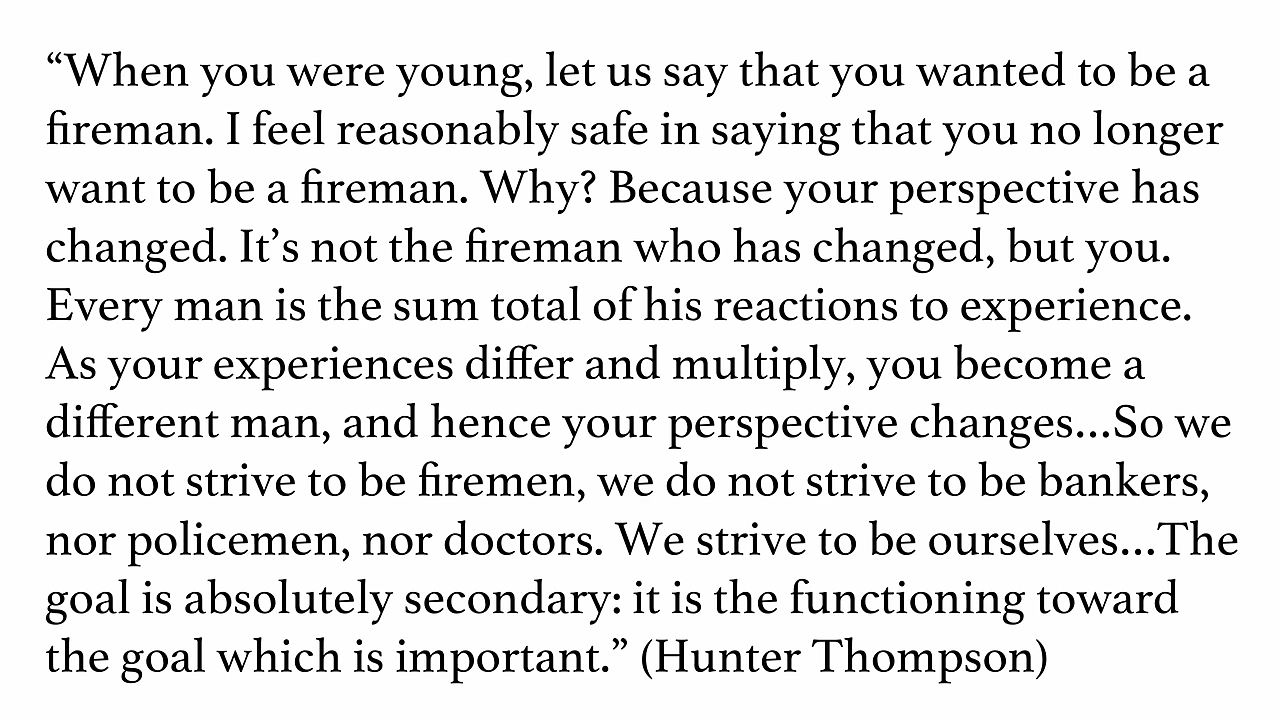 “When you were young, let us say that you wanted to be a
fireman. I feel reasonably safe in saying that you no longer
want to be a fireman. Why? Because your perspective has
changed. It’s not the fireman who has changed, but you.
Every man is the sum total of his reactions to experience.
As your experiences differ and multiply, you become a
different man, and hence your perspective changes…So we
do not strive to be firemen, we do not strive to be bankers,
nor policemen, nor doctors. We strive to be ourselves…The
goal is absolutely secondary: it is the functioning toward
the goal which is important.” (Hunter Thompson)